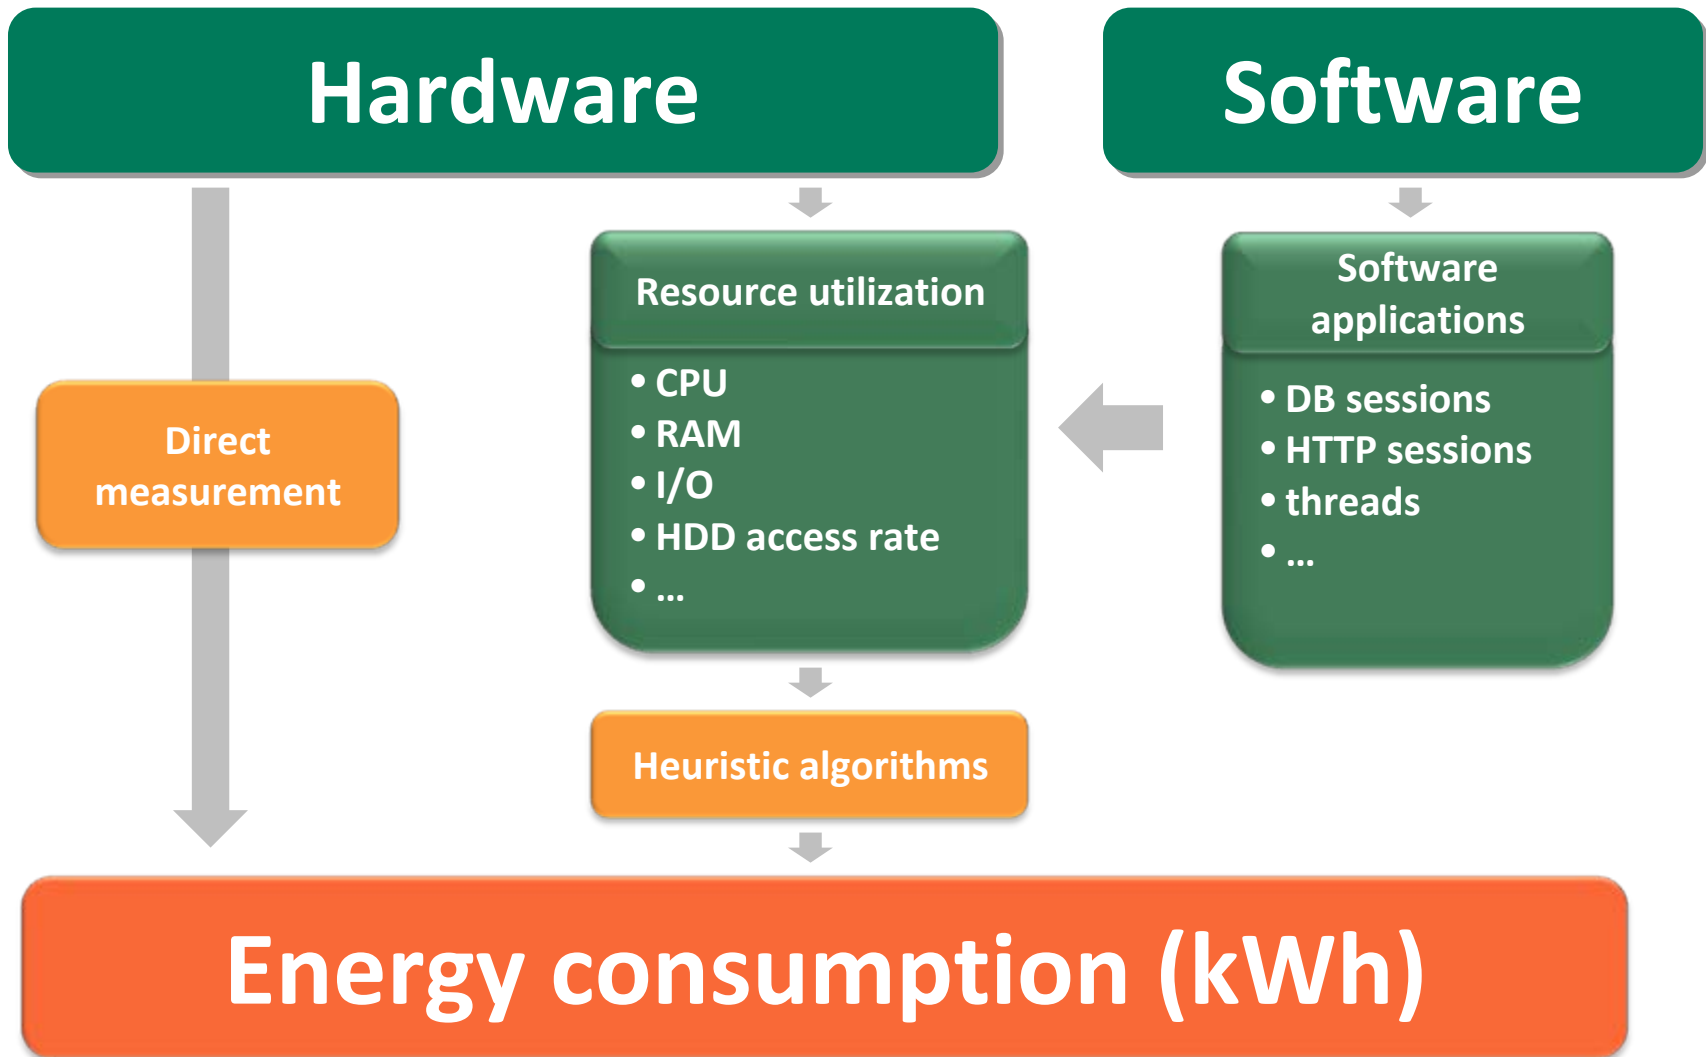 Hardware
Software
Direct
measurement
Resource utilization
• CPU
• RAM
• I/O
• HDD access rate
• ...
Software
applications
• DB sessions
• HTTP sessions
• threads
• ...
Heuristic algorithms
Energy consumption (kWh)